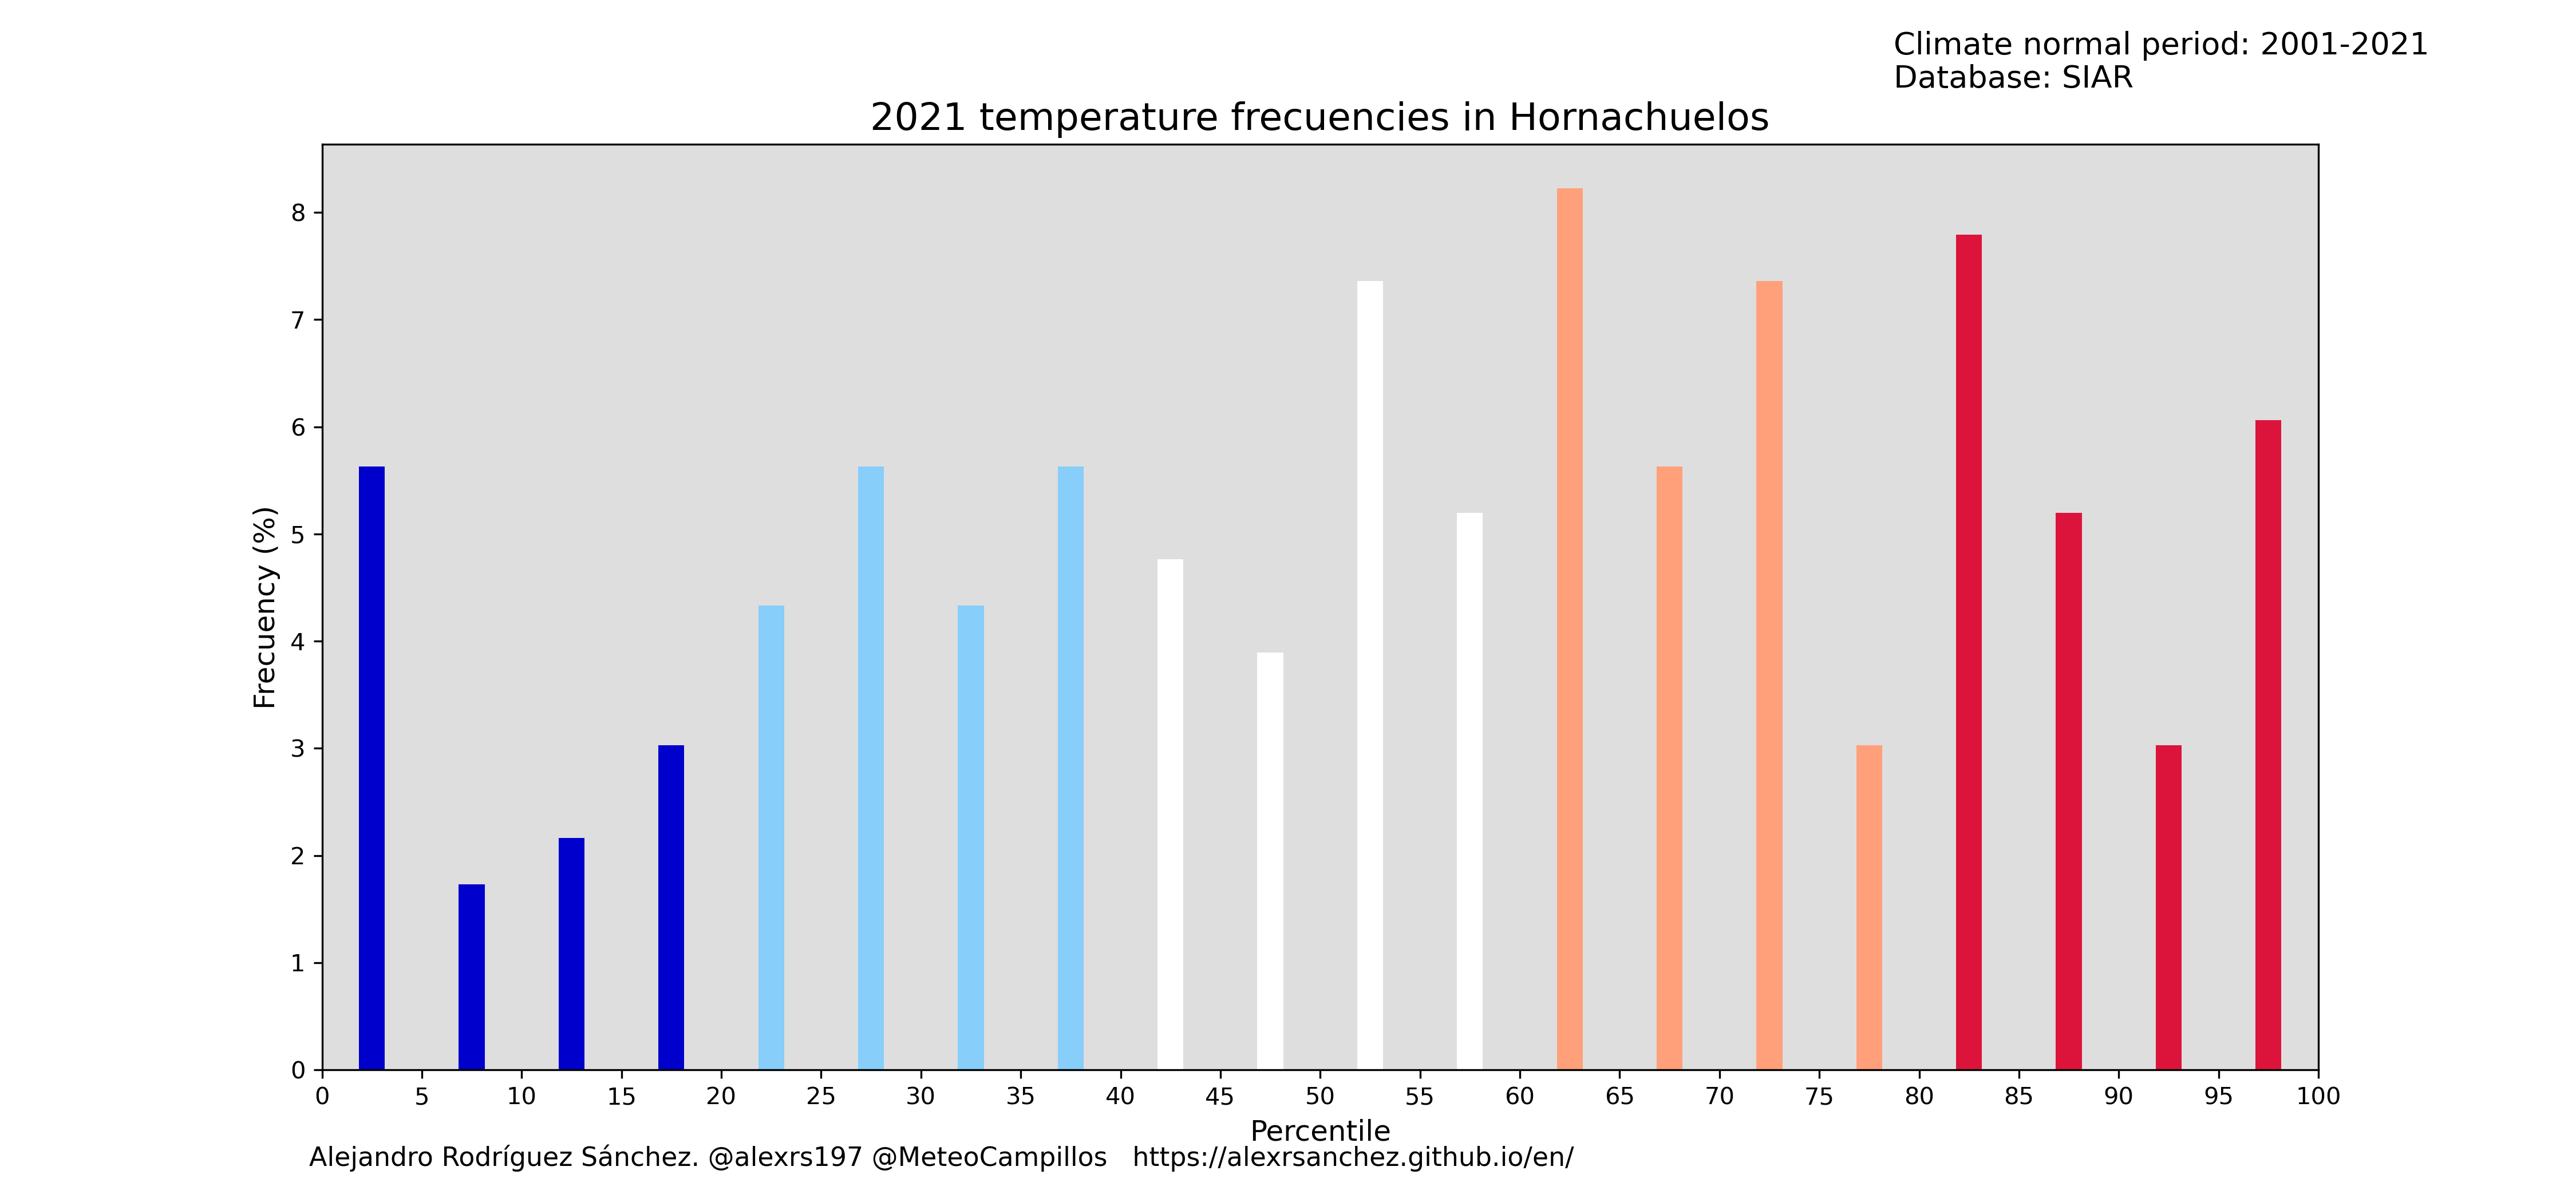 Climate normal period: 2001-2021
Database: SIAR
2021 temperature frecuencies in Hornachuelos
Frecuency (%)
8
7
6
5
4
3
2
1
0
0 5 10 15 20 25 30 35 40 45 50 55 60 65 70 75 80 85 90 95 100
Percentile
Alejandro Rodríguez Sánchez. @alexrs197 @MeteoCampillos https://alexrsanchez.github.io/en/